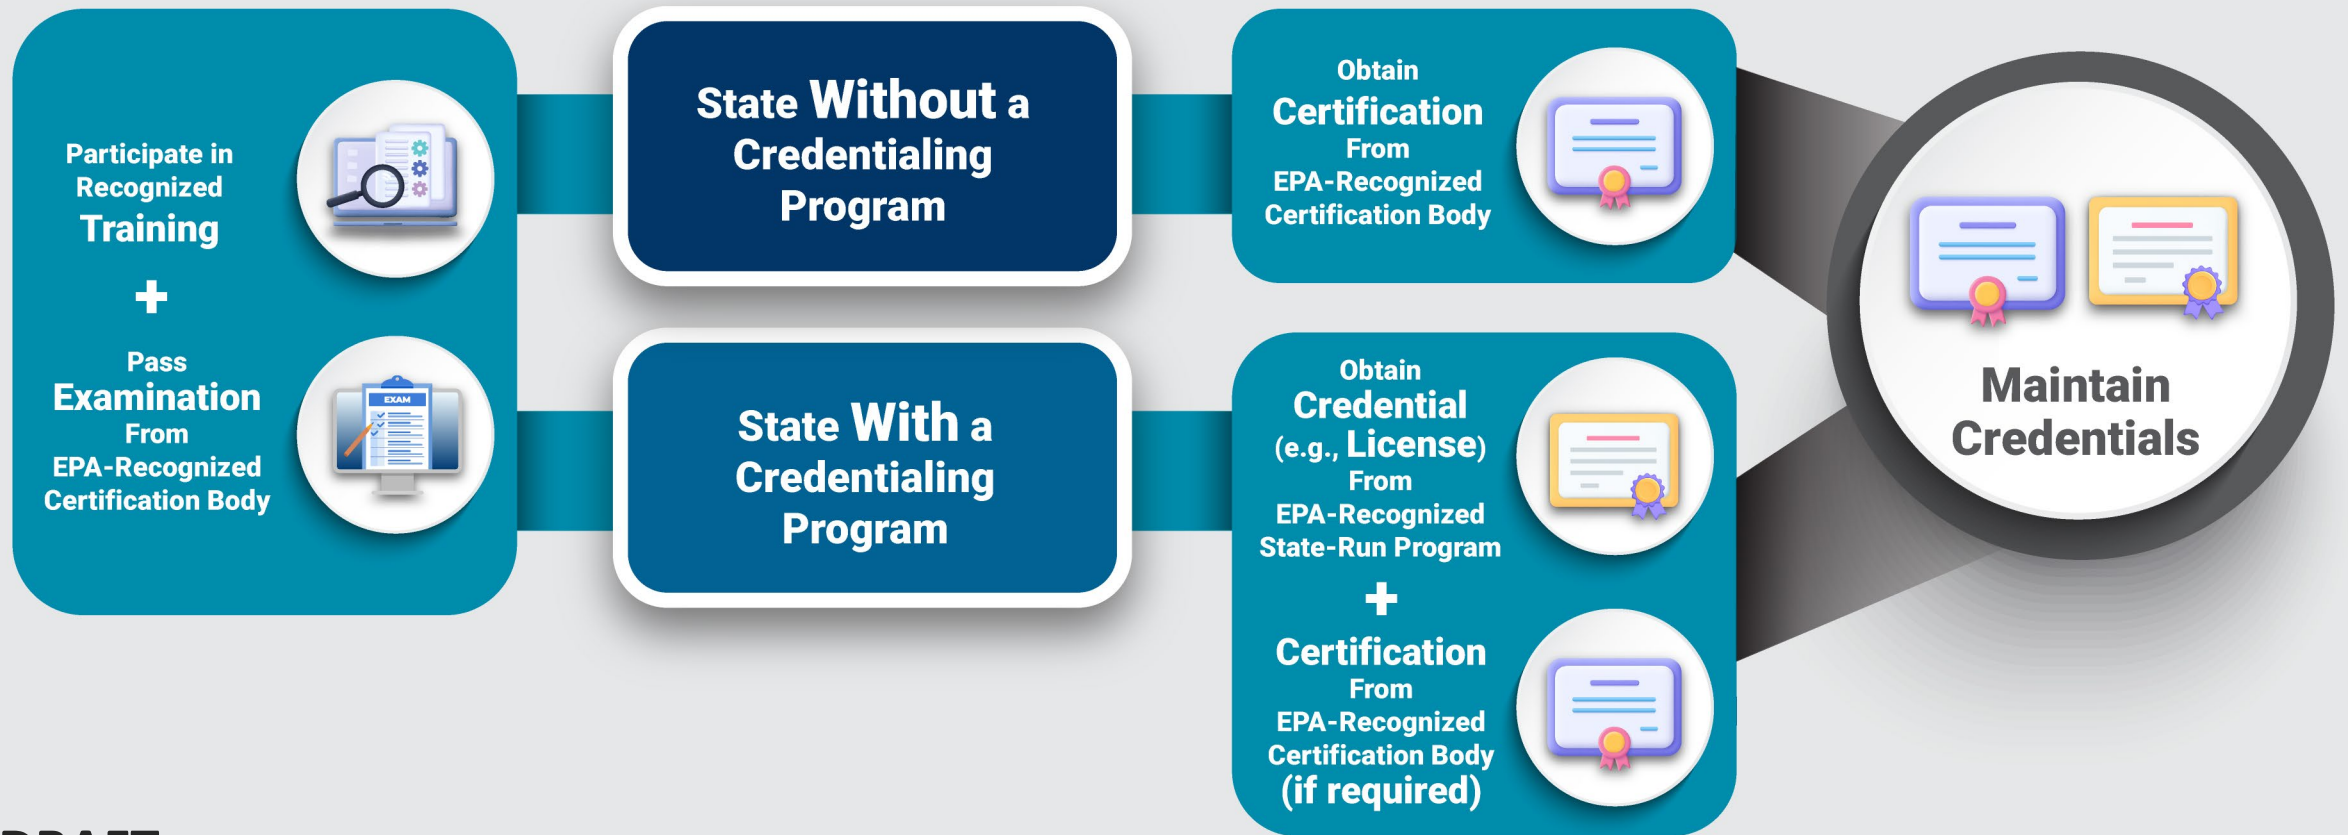 Participate in
Recognized
Training
+
Pass
Examination
From
EPA-Recognized
Certification Body
EXAM
State Without a
Credentialing
Program
State With a
Credentialing
Program
Obtain
Certification
From
EPA-Recognized
Certification Body
Obtain
Credential
(e.g., License)
From
EPA-Recognized
State-Run Program
+
Certification
From
EPA-Recognized
Certification Body
(if required)
Maintain
Credentials
DRAFT